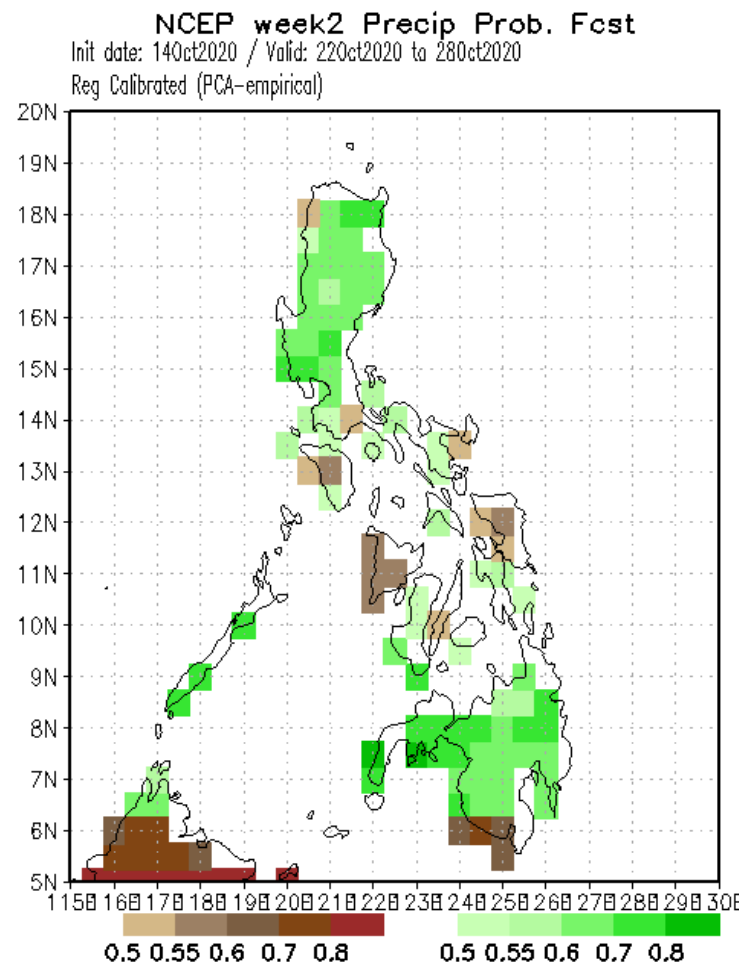 NCEP week2 Precip Prob. Fcst
Init date: 14Oct2020 / Valid: 22Oct2020 to 28Oct2020
Reg Calibrated (PCA-empirical)
20N
19N
18N
17N
16N
15N
14N
13N
12N
11N
10N
9N
8N
7N
6N
5N
115E 116E 117E 118E 119E 120E 121E 122E 123E 124E 125E 126E 127E 128E 129E 130E
0.5 0.55 0.6 0.7 0.8 0.5 0.55 0.6 0.7 0.8